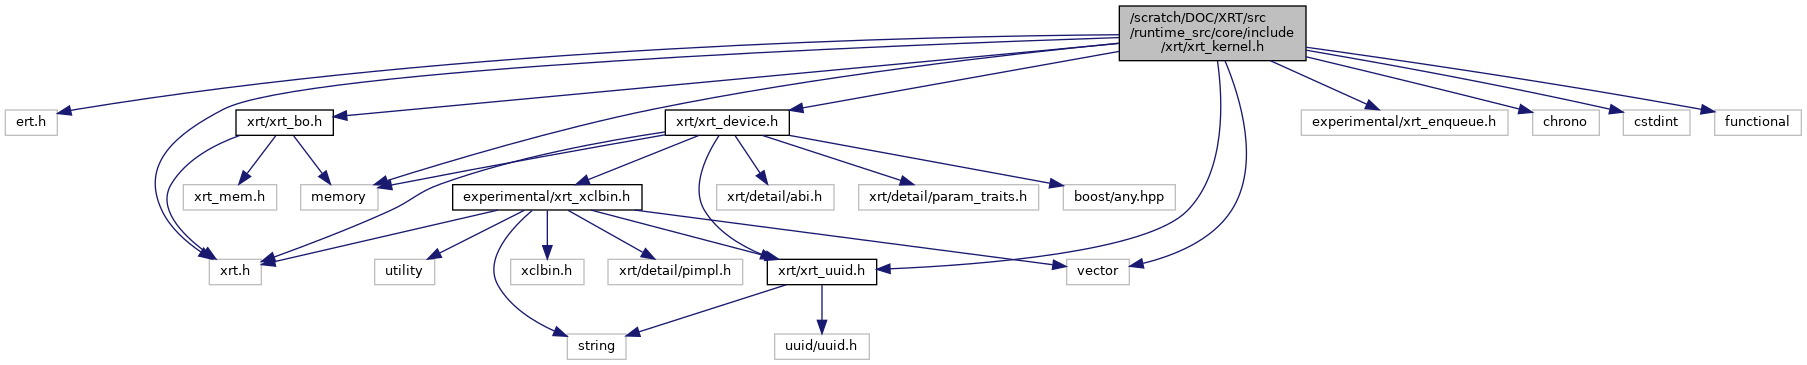 /scratch/DOC/XRT/src
/runtime_src/core/include
/xrt/xrt_kernel.h
ert.h
xrt/xrt_bo.h
xrt/xrt_device.h
experimental/xrt_enqueue.h
chrono
cstdint
functional
xrt_mem.h
memory
experimental/xrt_xclbin.h
xrt/detail/abi.h
xrt/detail/param_traits.h
boost/any.hpp
xrt.h
utility
xclbin.h
xrt/detail/pimpl.h
xrt/xrt_uuid.h
vector
string
uuid/uuid.h